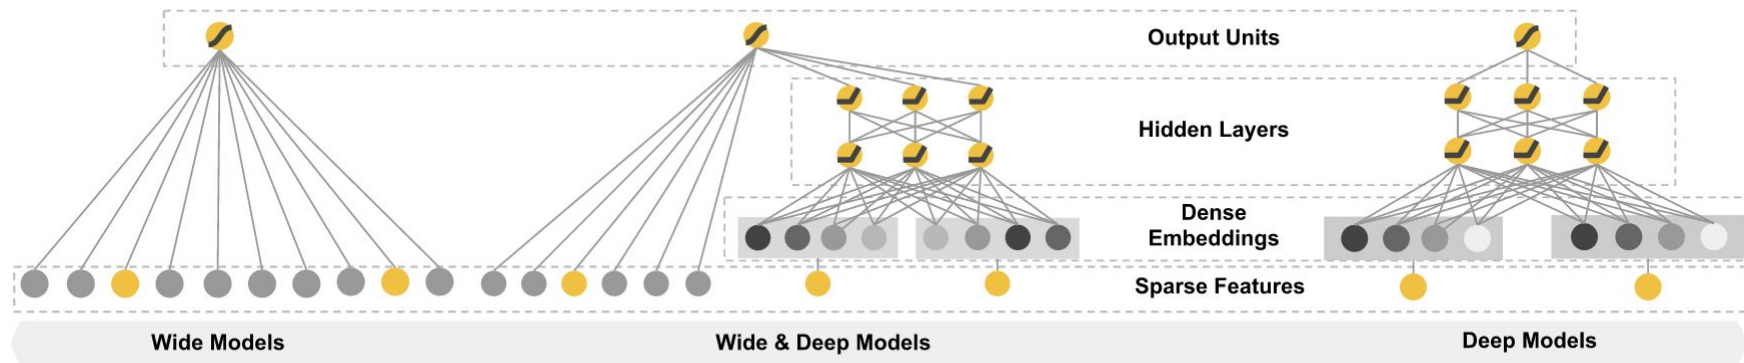 Output Units
Hidden Layers
Dense
Embeddings
Sparse Features
Wide Models
Wide & Deep Models
Deep Models